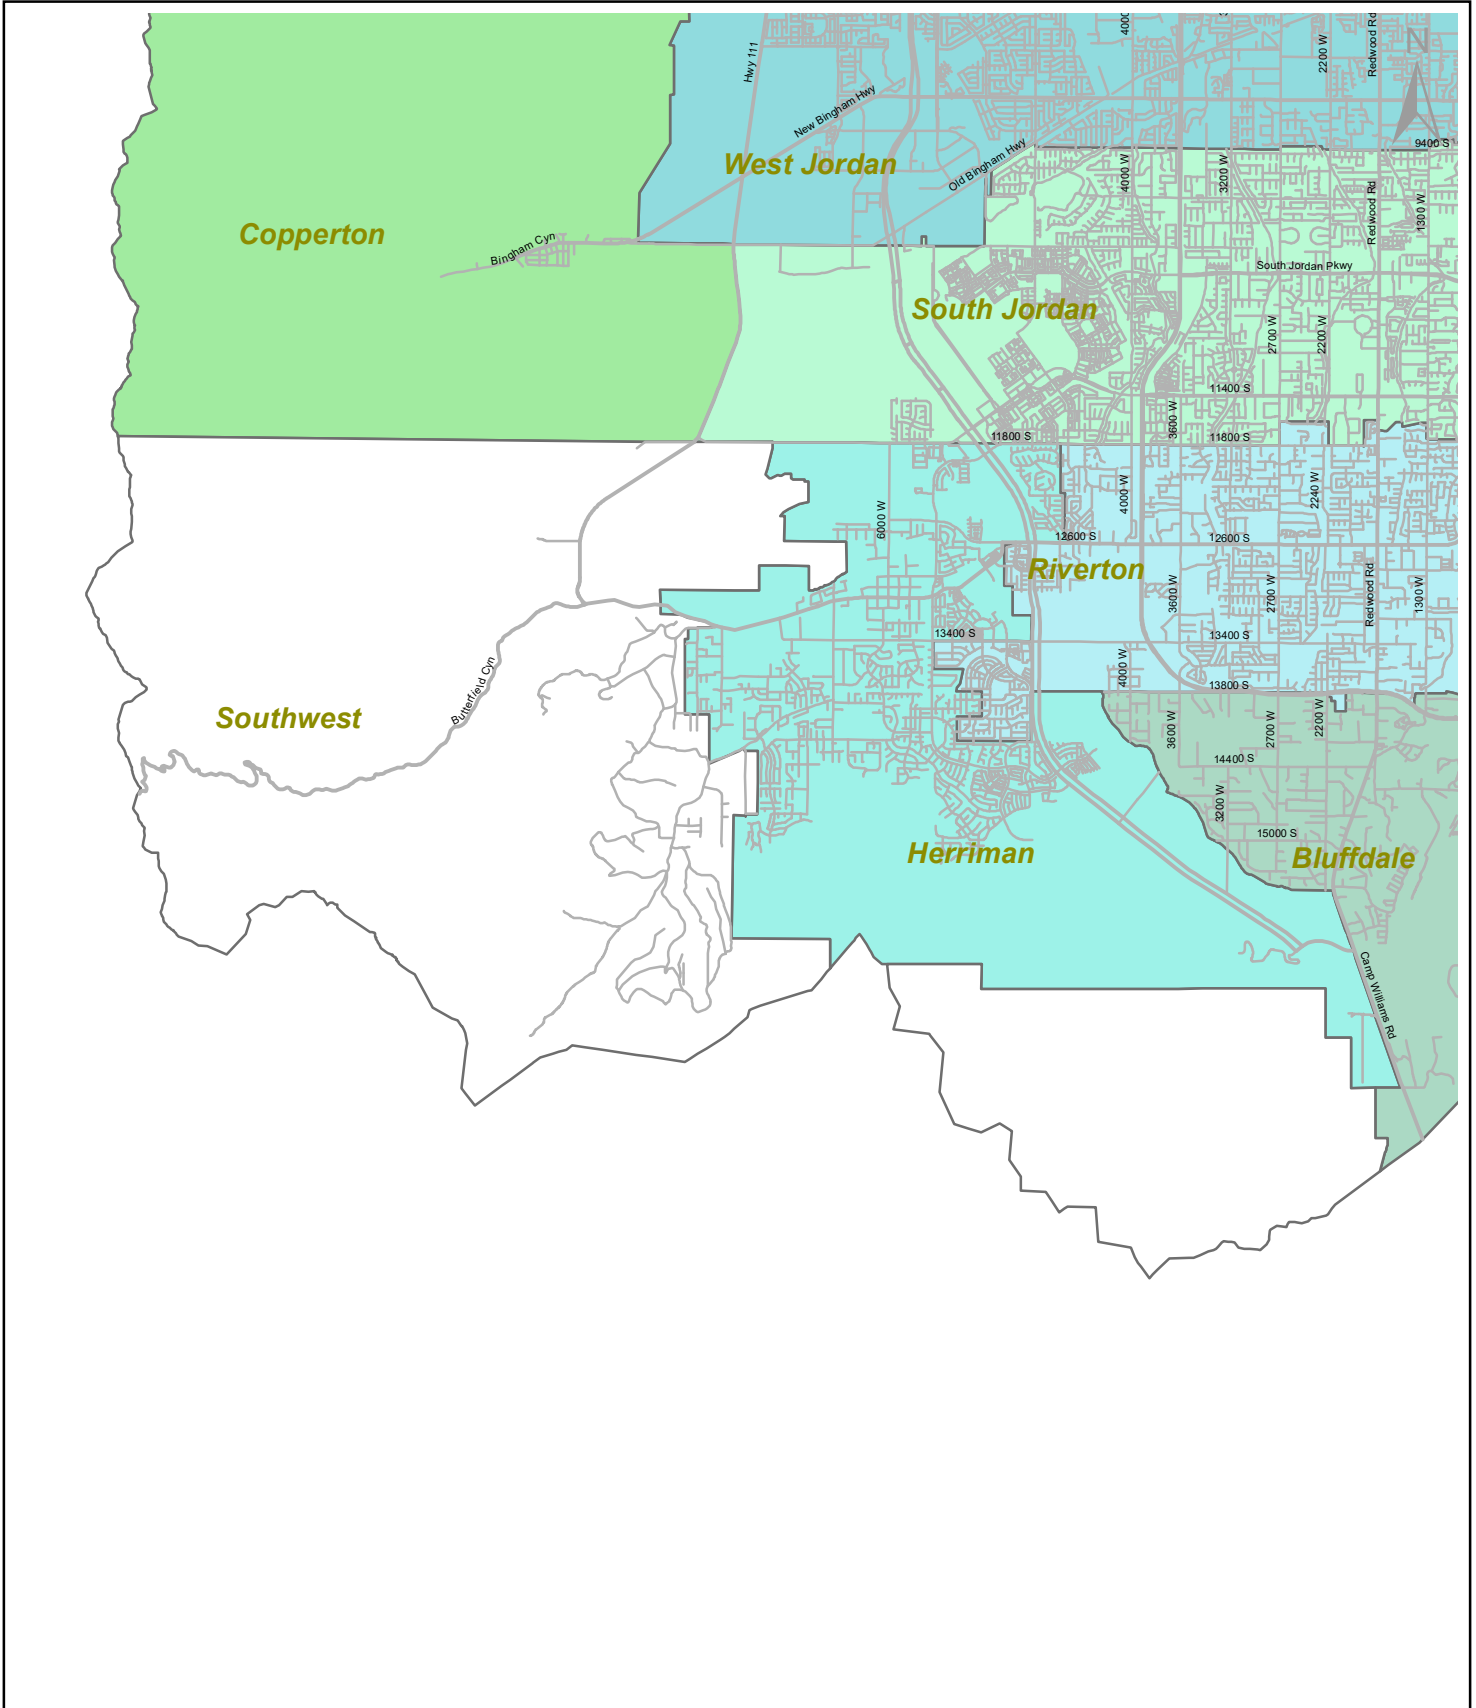 4000
2200 W
Redwood Rd
N
Hwy 111
New Bingham Hwy
Old Bingham Hwy
9400 S
West Jordan
4000 W
3200 W
Redwood Rd
1300 W
Copperton
Bingham Cyn
South Jordan Pkwy
South Jordan
2700 W
2200 W
11400 S
3600 W
11800 S
11800 S
4000 W
2240 W
6000 W
12600 S
12600 S
Riverton
3600 W
2700 W
Redwood Rd
1300 W
13400 S
13400 S
4000 W
13800 S
Butterfield Cyn
Southwest
3600 W
2700 W
2200 W
14400 S
3200 W
15000 S
Herriman
Bluffdale
Camp Williams Rd